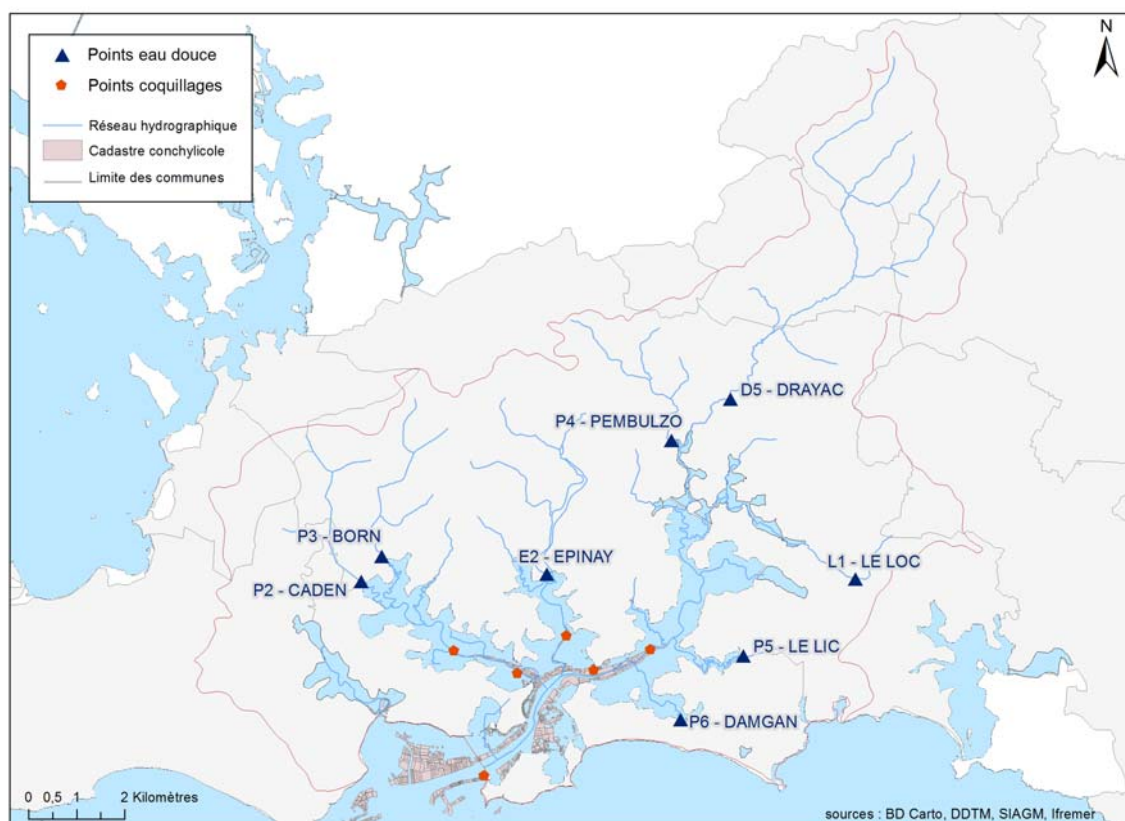 Points eau douce
Points coquillages
Réseau hydrographique
Cadastre conchylicole
Limite des communes
N
D5 - DRAYAC
P4 - PEMBULZO
P3 - BORN
E2 - EPINAY
L1 - LE LOC
P2 - CADEN
P5 - LE LIC
P6 - DAMGAN
0 0,5 1 2 Kilomètres
sources : BD Carto, DDTM, SIAGM, Ifremer